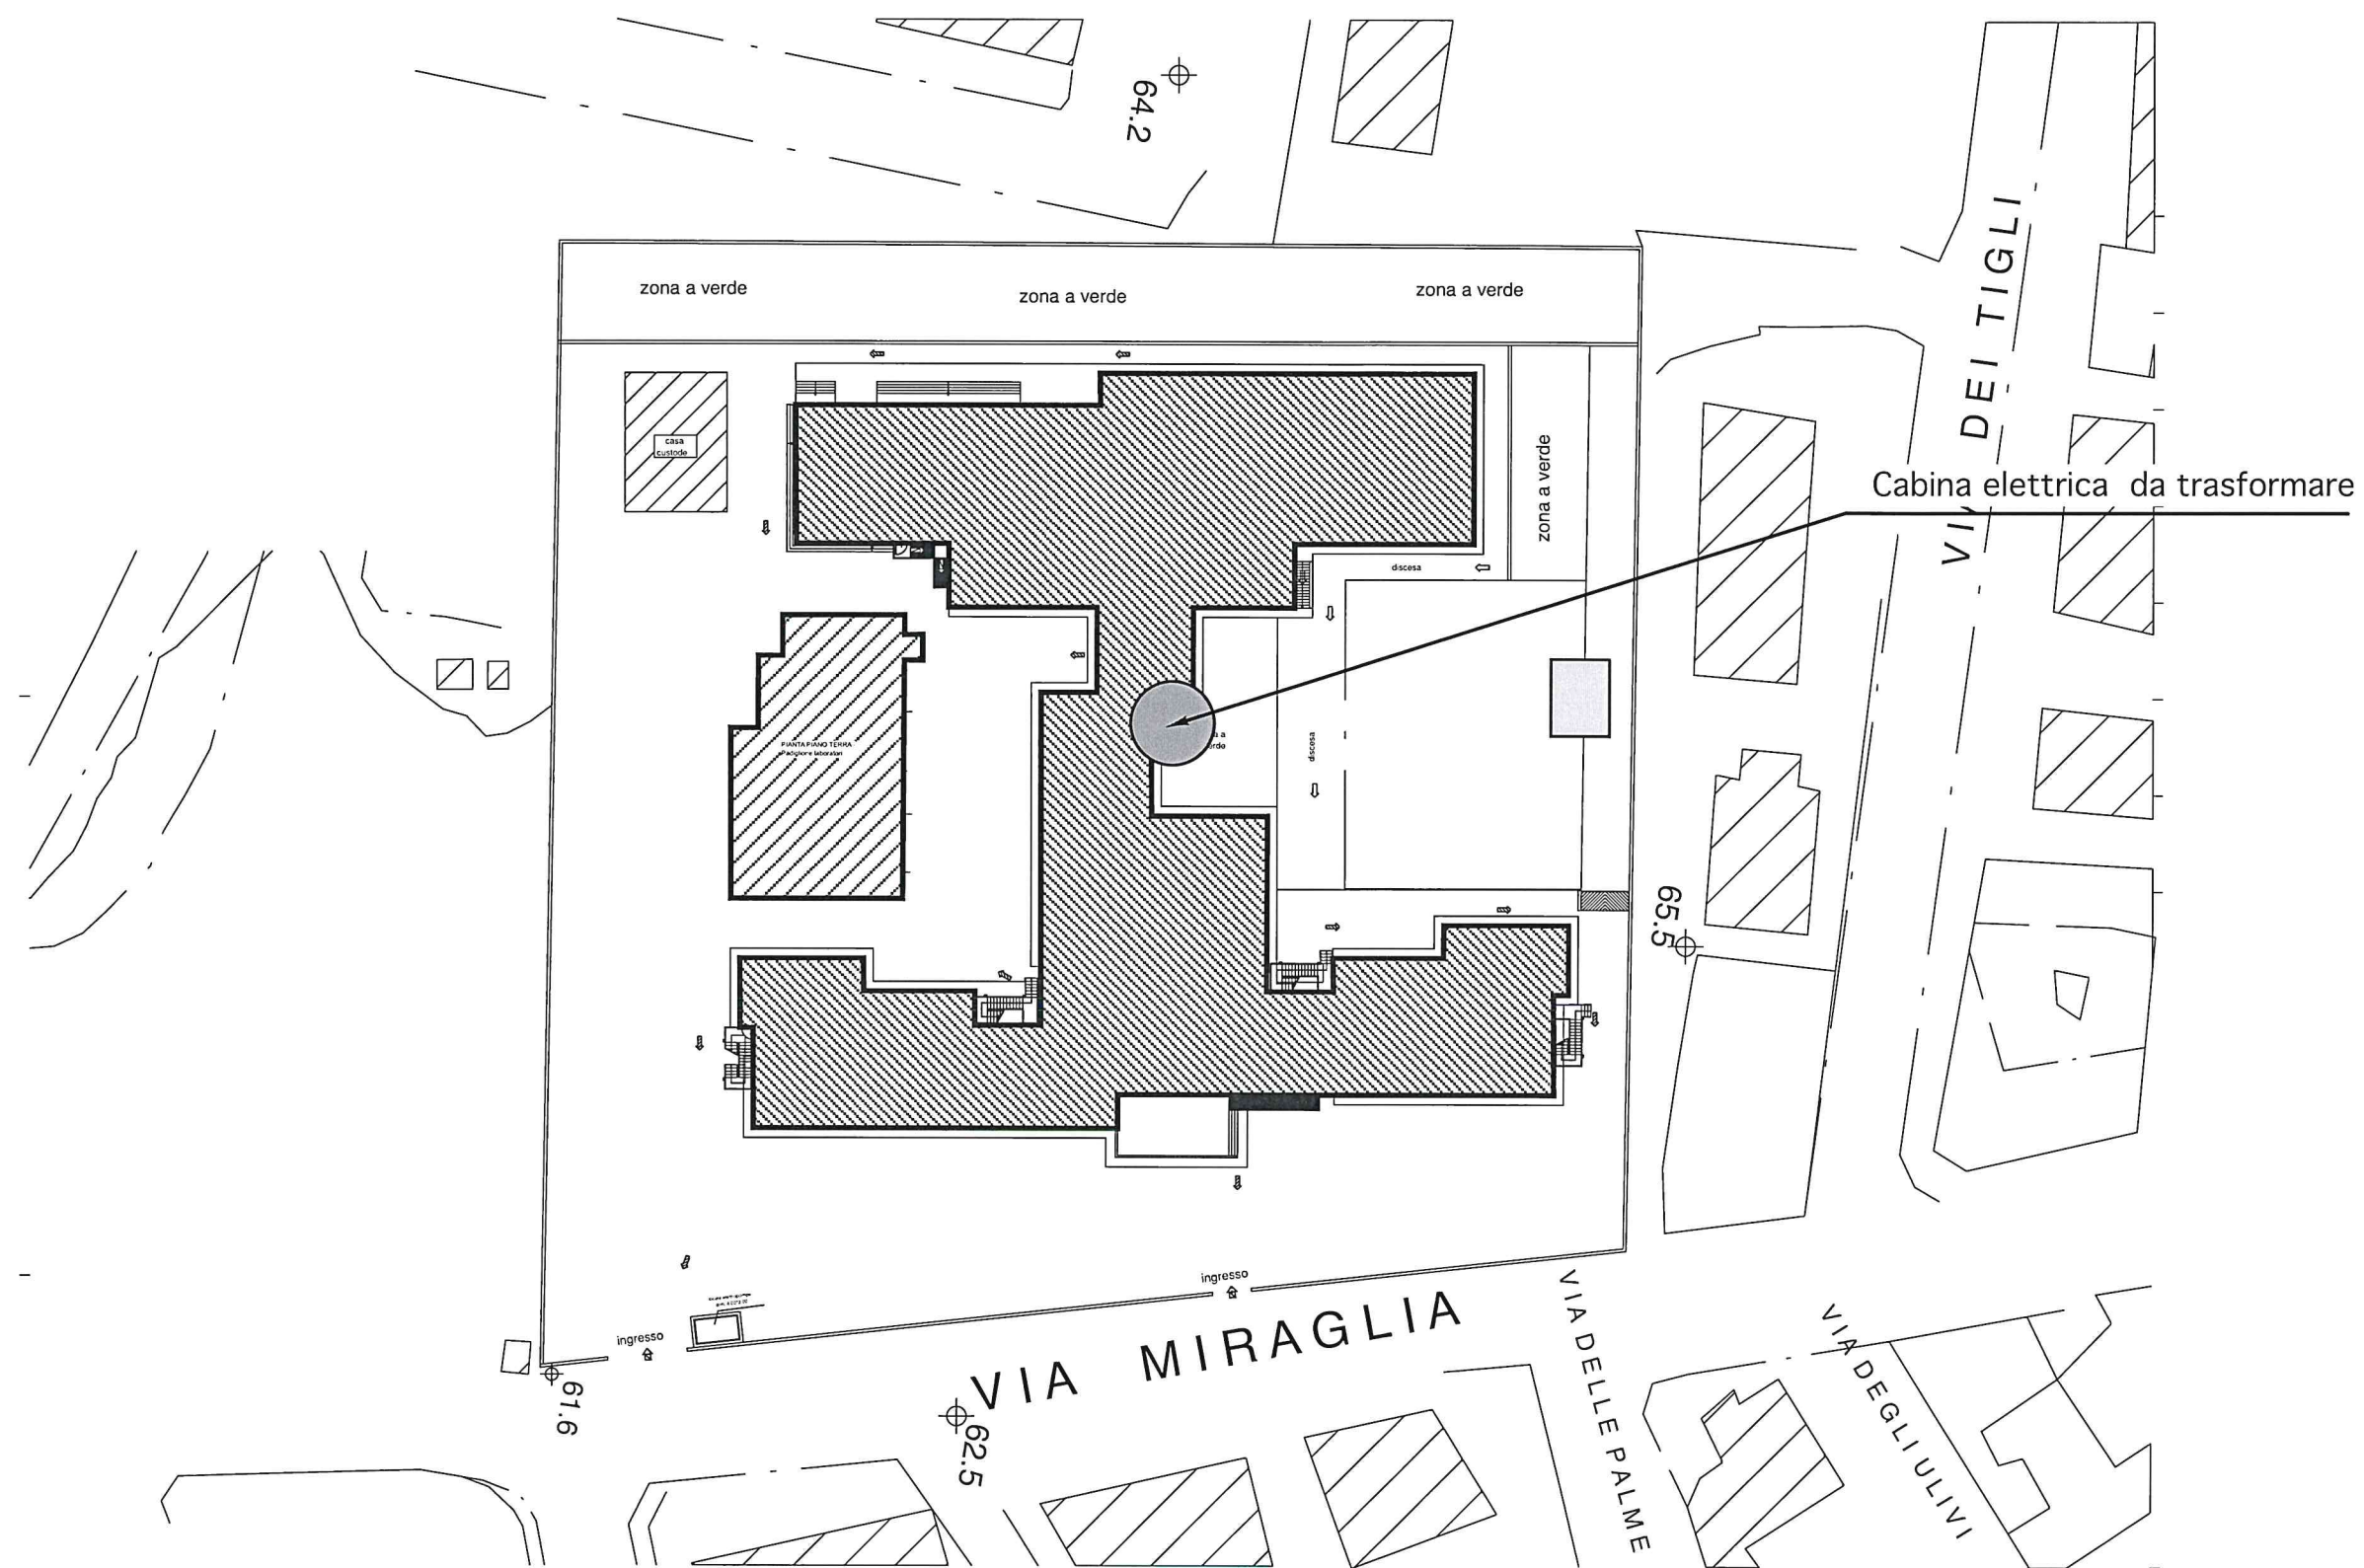 64.2
zona a verde
zona a verde
zona a verde
VIA DEI TIGLI
casa
custode
zona a verde
Cabina elettrica da trasformare
discesa
PIANTA PIANO TERRA
Padiglione laboratori
discesa
65.5
ingresso
ingresso
VIA MIRAGLIA
61.6
62.5
VIA DELLE PALME
VIA DEGLI ULIVI